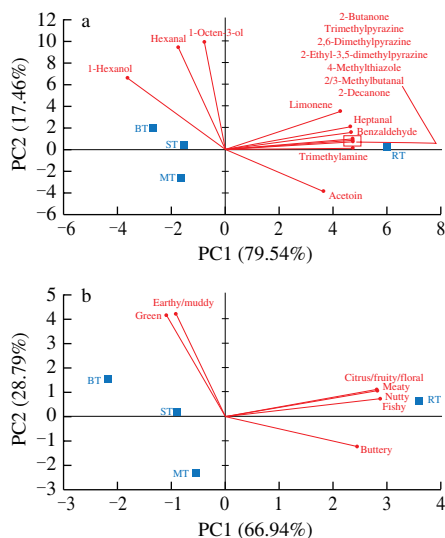 a
2-Butanone
Trimethylpyrazine
2,6-Dimethylpyrazine
2-Ethyl-3,5-dimethylpyrazine
4-Methylthiazole
2/3-Methylbutanal
2-Decanone
1-Octen-3-ol
Hexanal
1-Hexanol
Limonene
Heptanal
Benzaldehyde
Trimethylamine
Acetoin
BT
ST
MT
RT
12
10
8
6
4
2
0
−2
−4
−6
PC2 (17.46%)
−6 −4 −2 0 2 4 6 8
PC1 (79.54%)
b
Earthy/muddy
Green
Citrus/fruity/floral
Meaty
Nutty
Fishy
Buttery
BT
ST
MT
RT
5
4
3
2
1
0
−1
−2
−3
PC2 (28.79%)
−3 −2 −1 0 1 2 3 4
PC1 (66.94%)